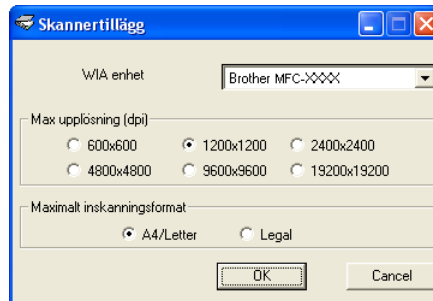 Skannertillägg
WIA enhet Brother MFC-XXXX
Max upplösning (dpi)
600x600 1200x1200 2400x2400
4800x4800 9600x9600 19200x19200
Maximalt inskanningsformat
A4/Letter Legal
OK Cancel